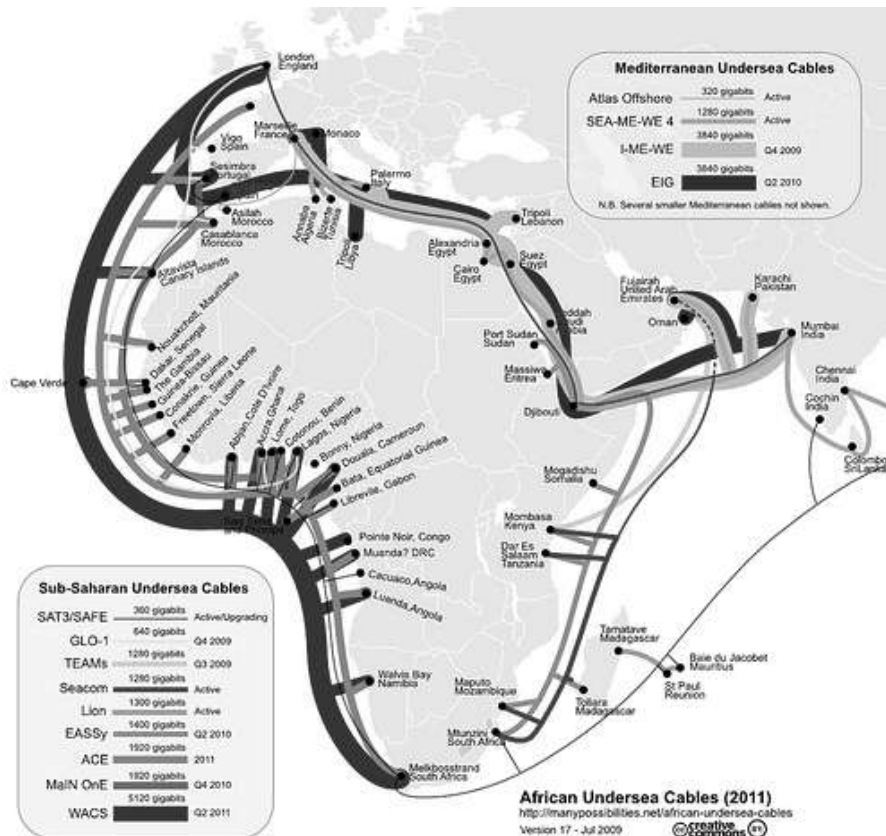 London
England
Vigo
Spain
Sesimbra
Portugal
Asilah
Morocco
Casablanca
Morocco
Altavista
Canary Islands
Marseille
France
Monaco
Palermo
Italy
Annaba
Algeria
Bizerte
Tunisia
Tripoli
Libya
Tripoli
Lebanon
Alexandria
Egypt
Cairo
Egypt
Suez
Egypt
Port Sudan
Sudan
Massiwa
Eritrea
Djibouti
Fujairah
United Arab
Emirates
Oman
Karachi
Pakistan
Mumbai
India
Chennai
India
Cochin
India
Colombo
SriLanka
Nouakchott, Mauritania
Dakar, Senegal
The Gambia
Guinea-Bissau
Conakrie, Guinea
Freetown, Sierra Leone
Monrovia, Liberia
Cape Verde
Abijan, Cote D'Ivoire
Accra, Ghana
Lome, Togo
Cotonou, Benin
Lagos, Nigeria
Bonny, Nigeria
Douala, Cameroun
Bata, Equatorial Guinea
Libreville, Gabon
Pointe Noir, Congo
Muanda? DRC
Cacuaco, Angola
Luanda, Angola
Walvis Bay
Namibia
Melkbosstrand
South Africa
Mogadishu
Somalia
Mombasa
Kenya
Dar Es
Salaam
Tanzania
Maputo
Mozambique
Mtunzini
South Africa
Tamatave
Madagascar
Toliara
Madagascar
Baie du Jacobet
Mauritius
St Paul
Reunion
Mediterranean Undersea Cables
Atlas Offshore 320 gigabits Active
SEA-ME-WE 4 1280 gigabits Active
I-ME-WE 3840 gigabits Q4 2009
EIG 3840 gigabits Q2 2010
N.B. Several smaller Mediterranean cables not shown.
Sub-Saharan Undersea Cables
SAT3/SAFE 360 gigabits Active/Upgrading
GLO-1 640 gigabits Q4 2009
TEAMs 1280 gigabits Q3 2009
Seacom 1280 gigabits Active
Lion 1300 gigabits Active
EASSy 1400 gigabits Q2 2010
ACE 1920 gigabits 2011
MaIN OnE 1920 gigabits Q4 2010
WACS 5120 gigabits Q2 2011
African Undersea Cables (2011)
http://manypossibilities.net/african-undersea-cables
Version 17 - Jul 2009
creative
commons